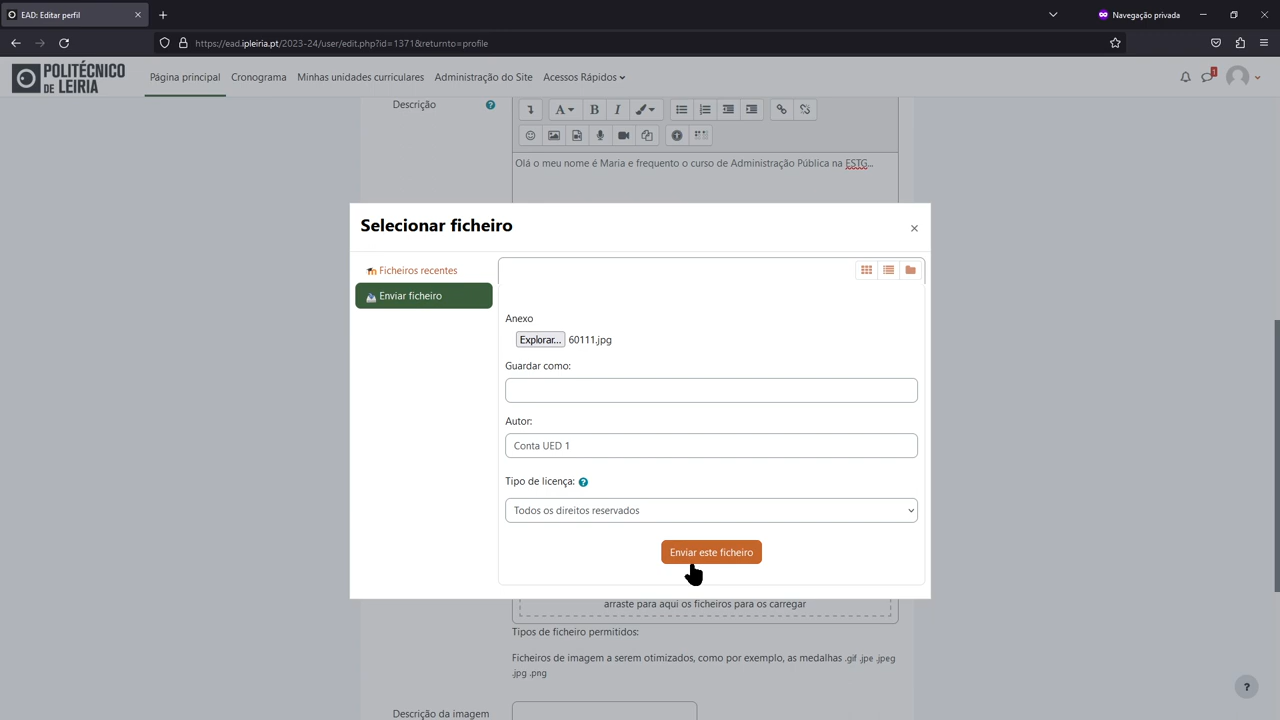 EAD: Editar perfil
Navegação privada
https://ead.ipleiria.pt/2023-24/user/edit.php?id=1371&returnto=profile
POLITÉCNICO
DE LEIRIA
Página principal Cronograma Minhas unidades curriculares Administração do Site Acessos Rápidos
1
Descrição
?
A B I
Olá o meu nome é Maria e frequento o curso de Administração Pública na ESTG...
Selecionar ficheiro
×
Ficheiros recentes
Enviar ficheiro
Anexo
Explorar... 60111.jpg
Guardar como:
Autor:
Conta UED 1
Tipo de licença: ?
Todos os direitos reservados
Enviar este ficheiro
arraste para aqui os ficheiros para os carregar
Tipos de ficheiro permitidos:
Ficheiros de imagem a serem otimizados, como por exemplo, as medalhas .gif .jpe .jpeg
.jpg .png
?
Descrição da imagem